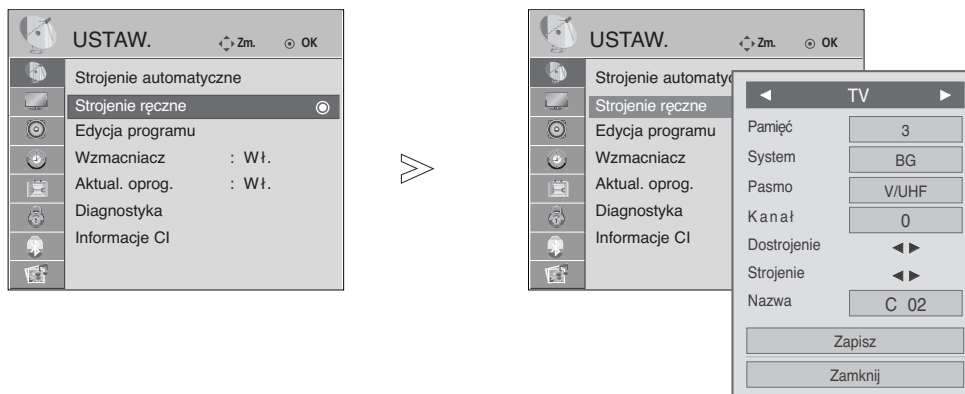 USTAW.
Zm.
OK
Strojenie automatyczne
Strojenie ręczne
Edycja programu
Wzmacniacz : Wł.
Aktual. oprog. : Wł.
Diagnostyka
Informacje CI
USTAW.
Zm.
OK
Strojenie automatyc
Strojenie ręczne
Edycja programu
Wzmacniacz
Aktual. oprog.
Diagnostyka
Informacje CI
◄ TV ►
Pamięć 3
System BG
Pasmo V/UHF
Kanał 0
Dostrojenie ◄►
Strojenie ◄►
Nazwa C 02
Zapisz
Zamknij